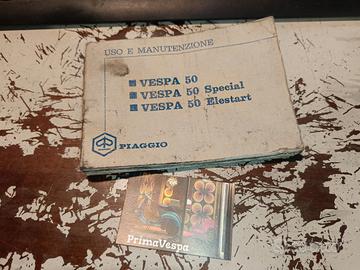 USO E MANUTENZIONE
VESPA 50
VESPA 50 Special
VESPA 50 Elestart
PIAGGIO
PrimaVespa